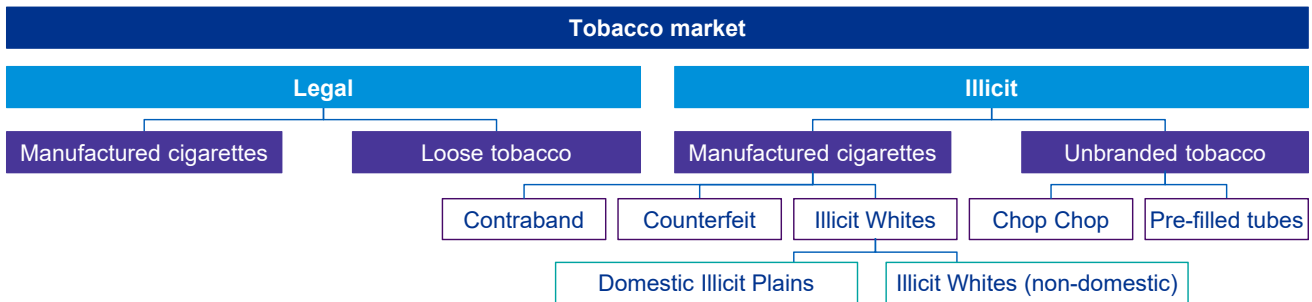 Tobacco market
Legal
Illicit
Manufactured cigarettes
Loose tobacco
Manufactured cigarettes
Unbranded tobacco
Contraband
Counterfeit
Illicit Whites
Chop Chop
Pre-filled tubes
Domestic Illicit Plains
Illicit Whites (non-domestic)